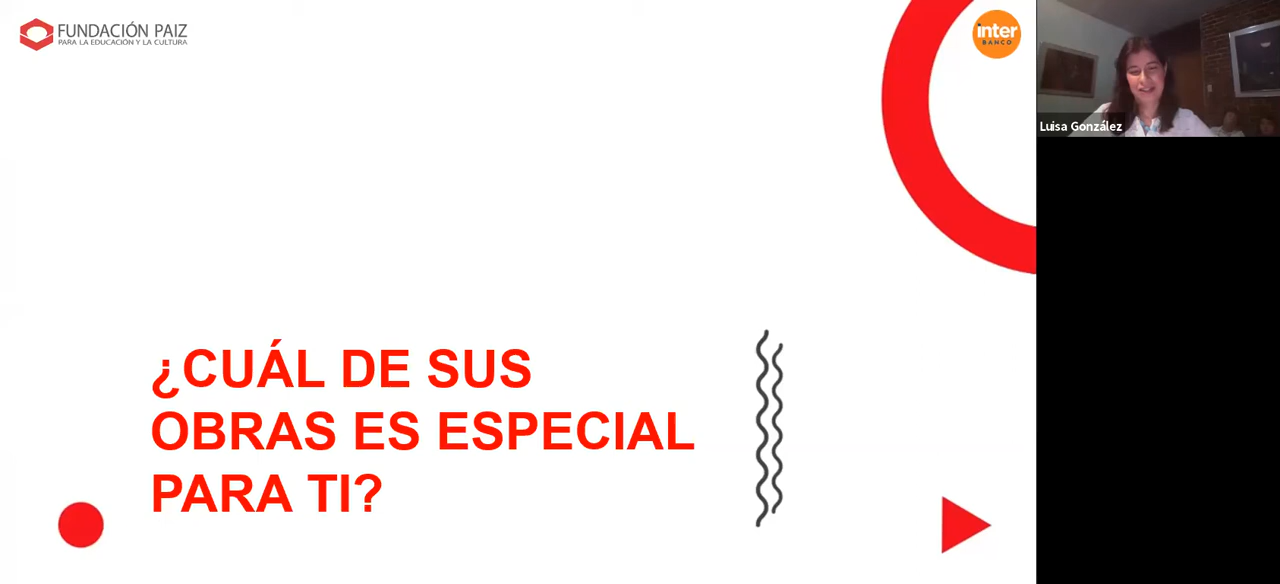 FUNDACIÓN PAIZ
PARA LA EDUCACIÓN Y LA CULTURA
inter
BANCO
Luisa González
¿CUÁL DE SUS
OBRAS ES ESPECIAL
PARA TI?